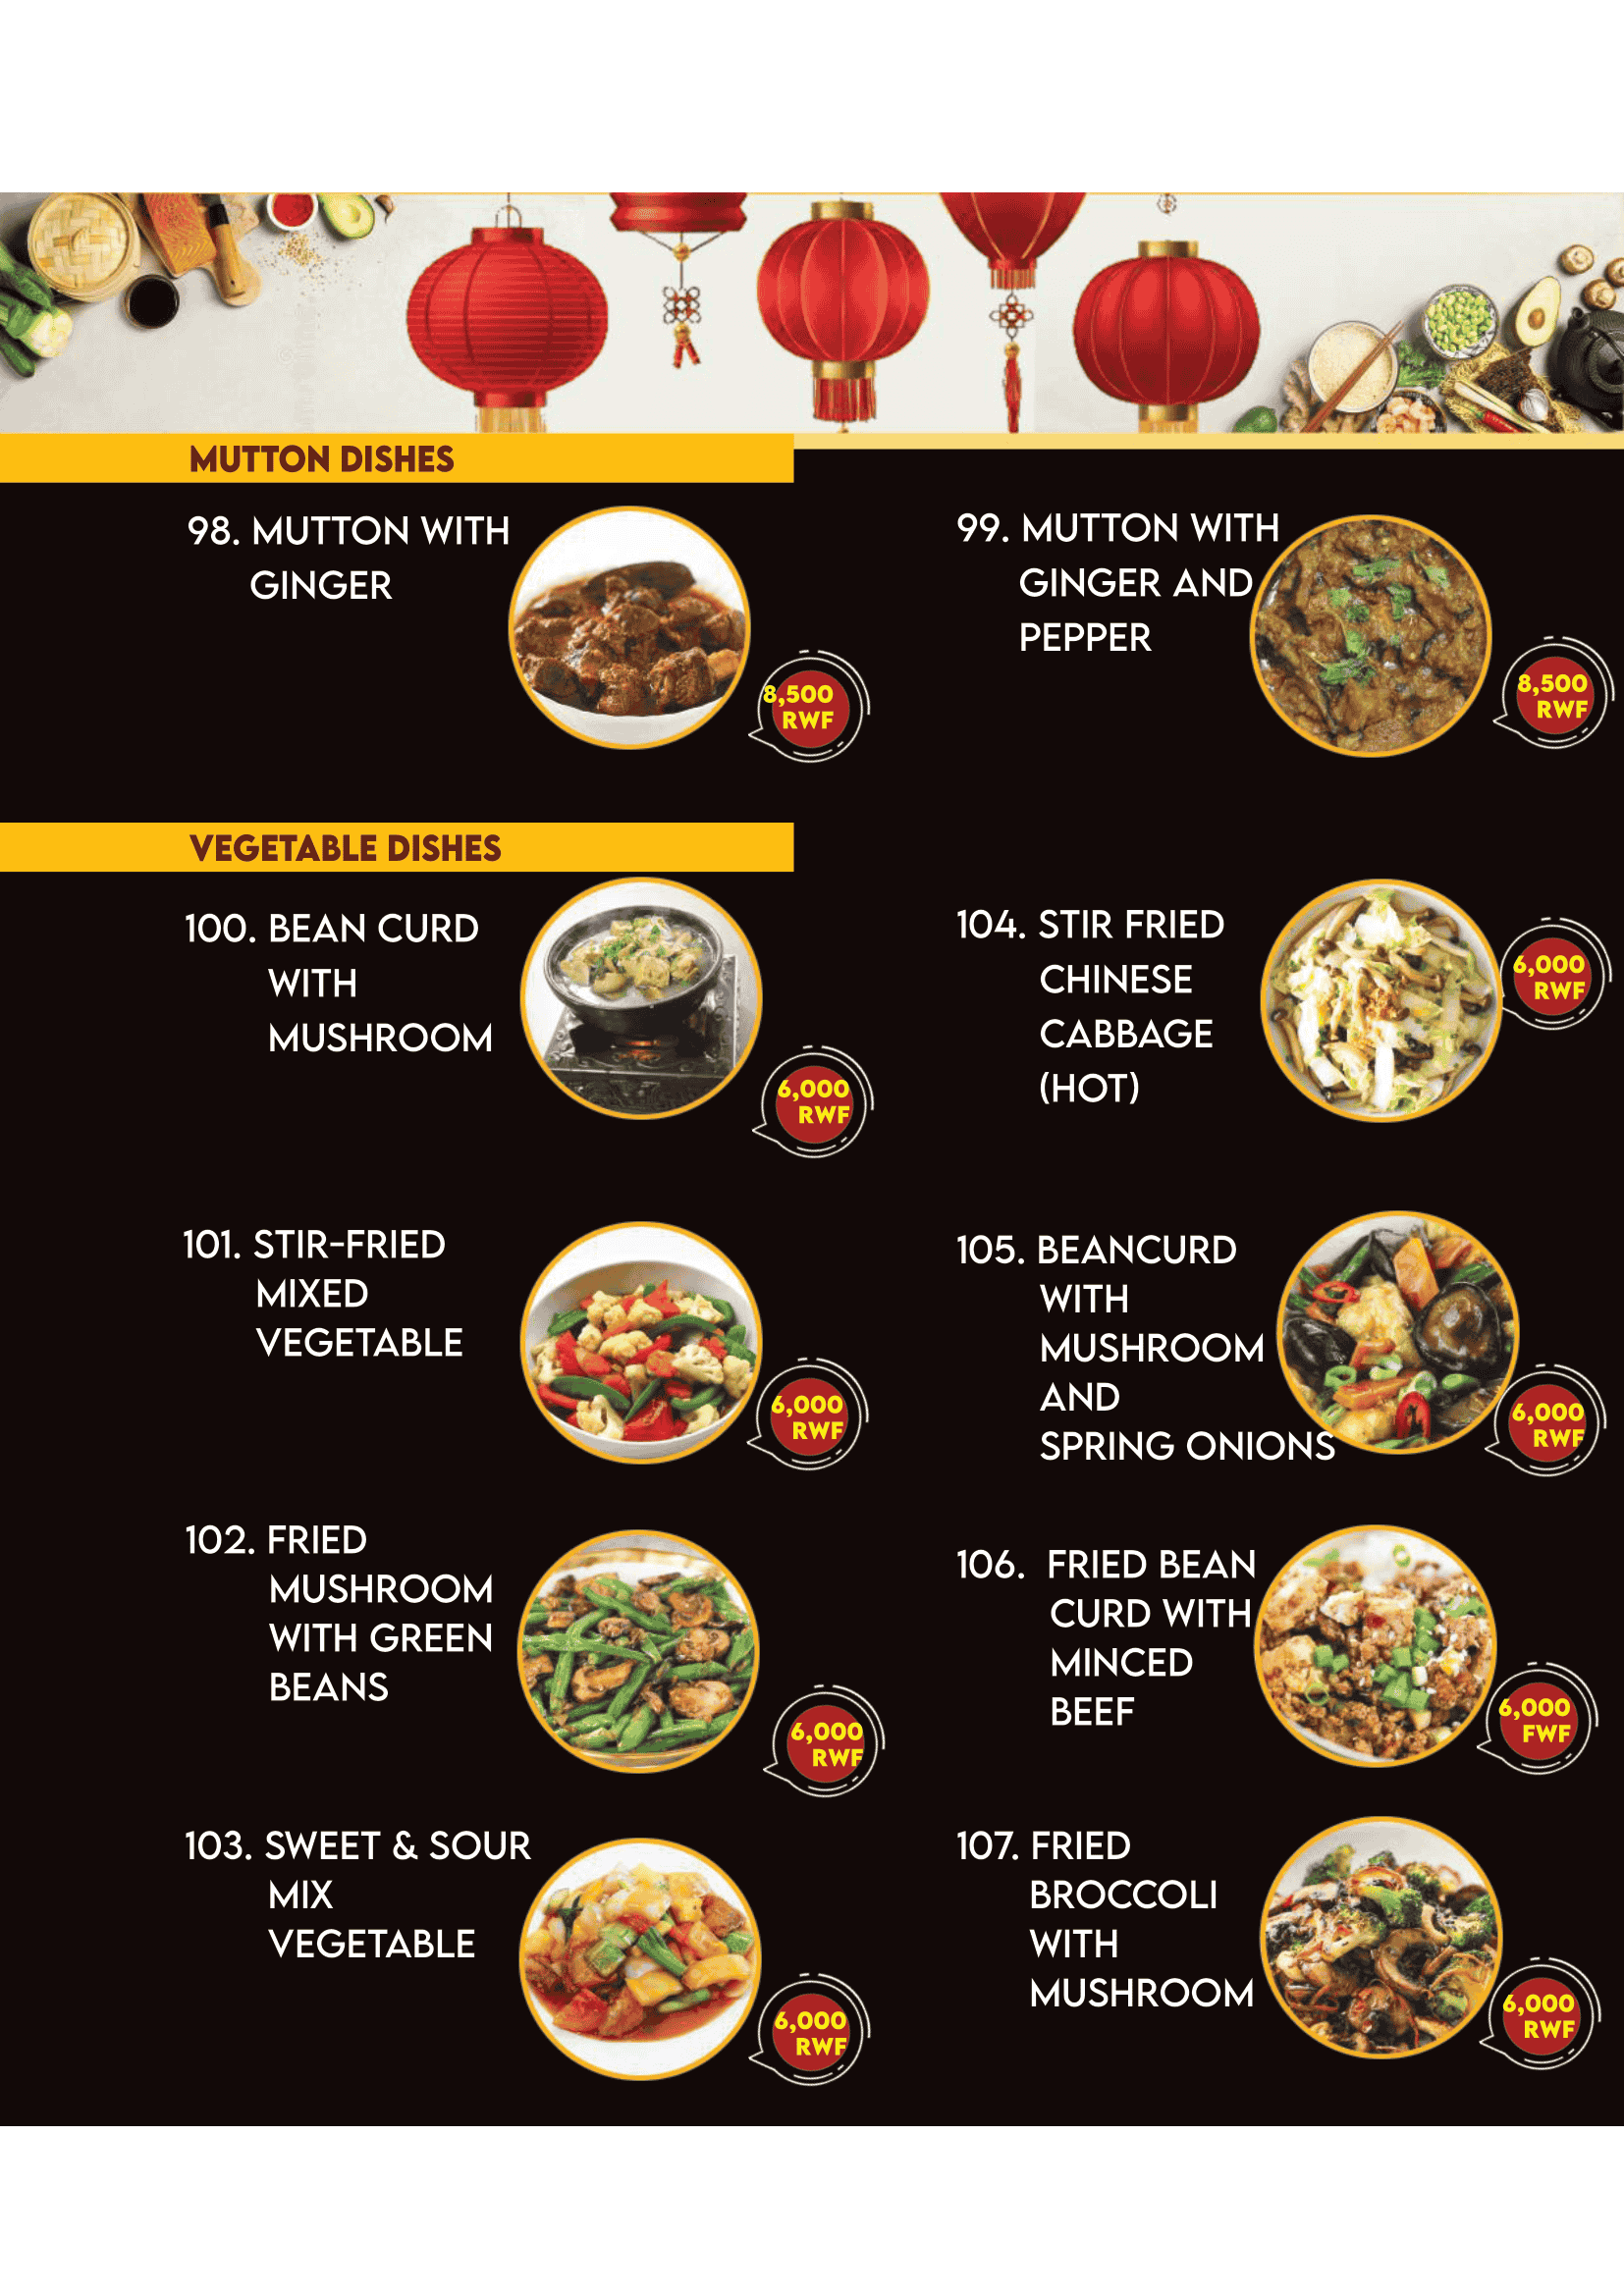 MUTTON DISHES
98. MUTTON WITH
GINGER
8,500
RWF
99. MUTTON WITH
GINGER AND
PEPPER
8,500
RWF
VEGETABLE DISHES
100. BEAN CURD
WITH
MUSHROOM
6,000
RWF
101. STIR-FRIED
MIXED
VEGETABLE
6,000
RWF
102. FRIED
MUSHROOM
WITH GREEN
BEANS
6,000
RWF
103. SWEET & SOUR
MIX
VEGETABLE
6,000
RWF
104. STIR FRIED
CHINESE
CABBAGE
(HOT)
6,000
RWF
105. BEANCURD
WITH
MUSHROOM
AND
SPRING ONIONS
6,000
RWF
106. FRIED BEAN
CURD WITH
MINCED
BEEF
6,000
FWF
107. FRIED
BROCCOLI
WITH
MUSHROOM
6,000
RWF